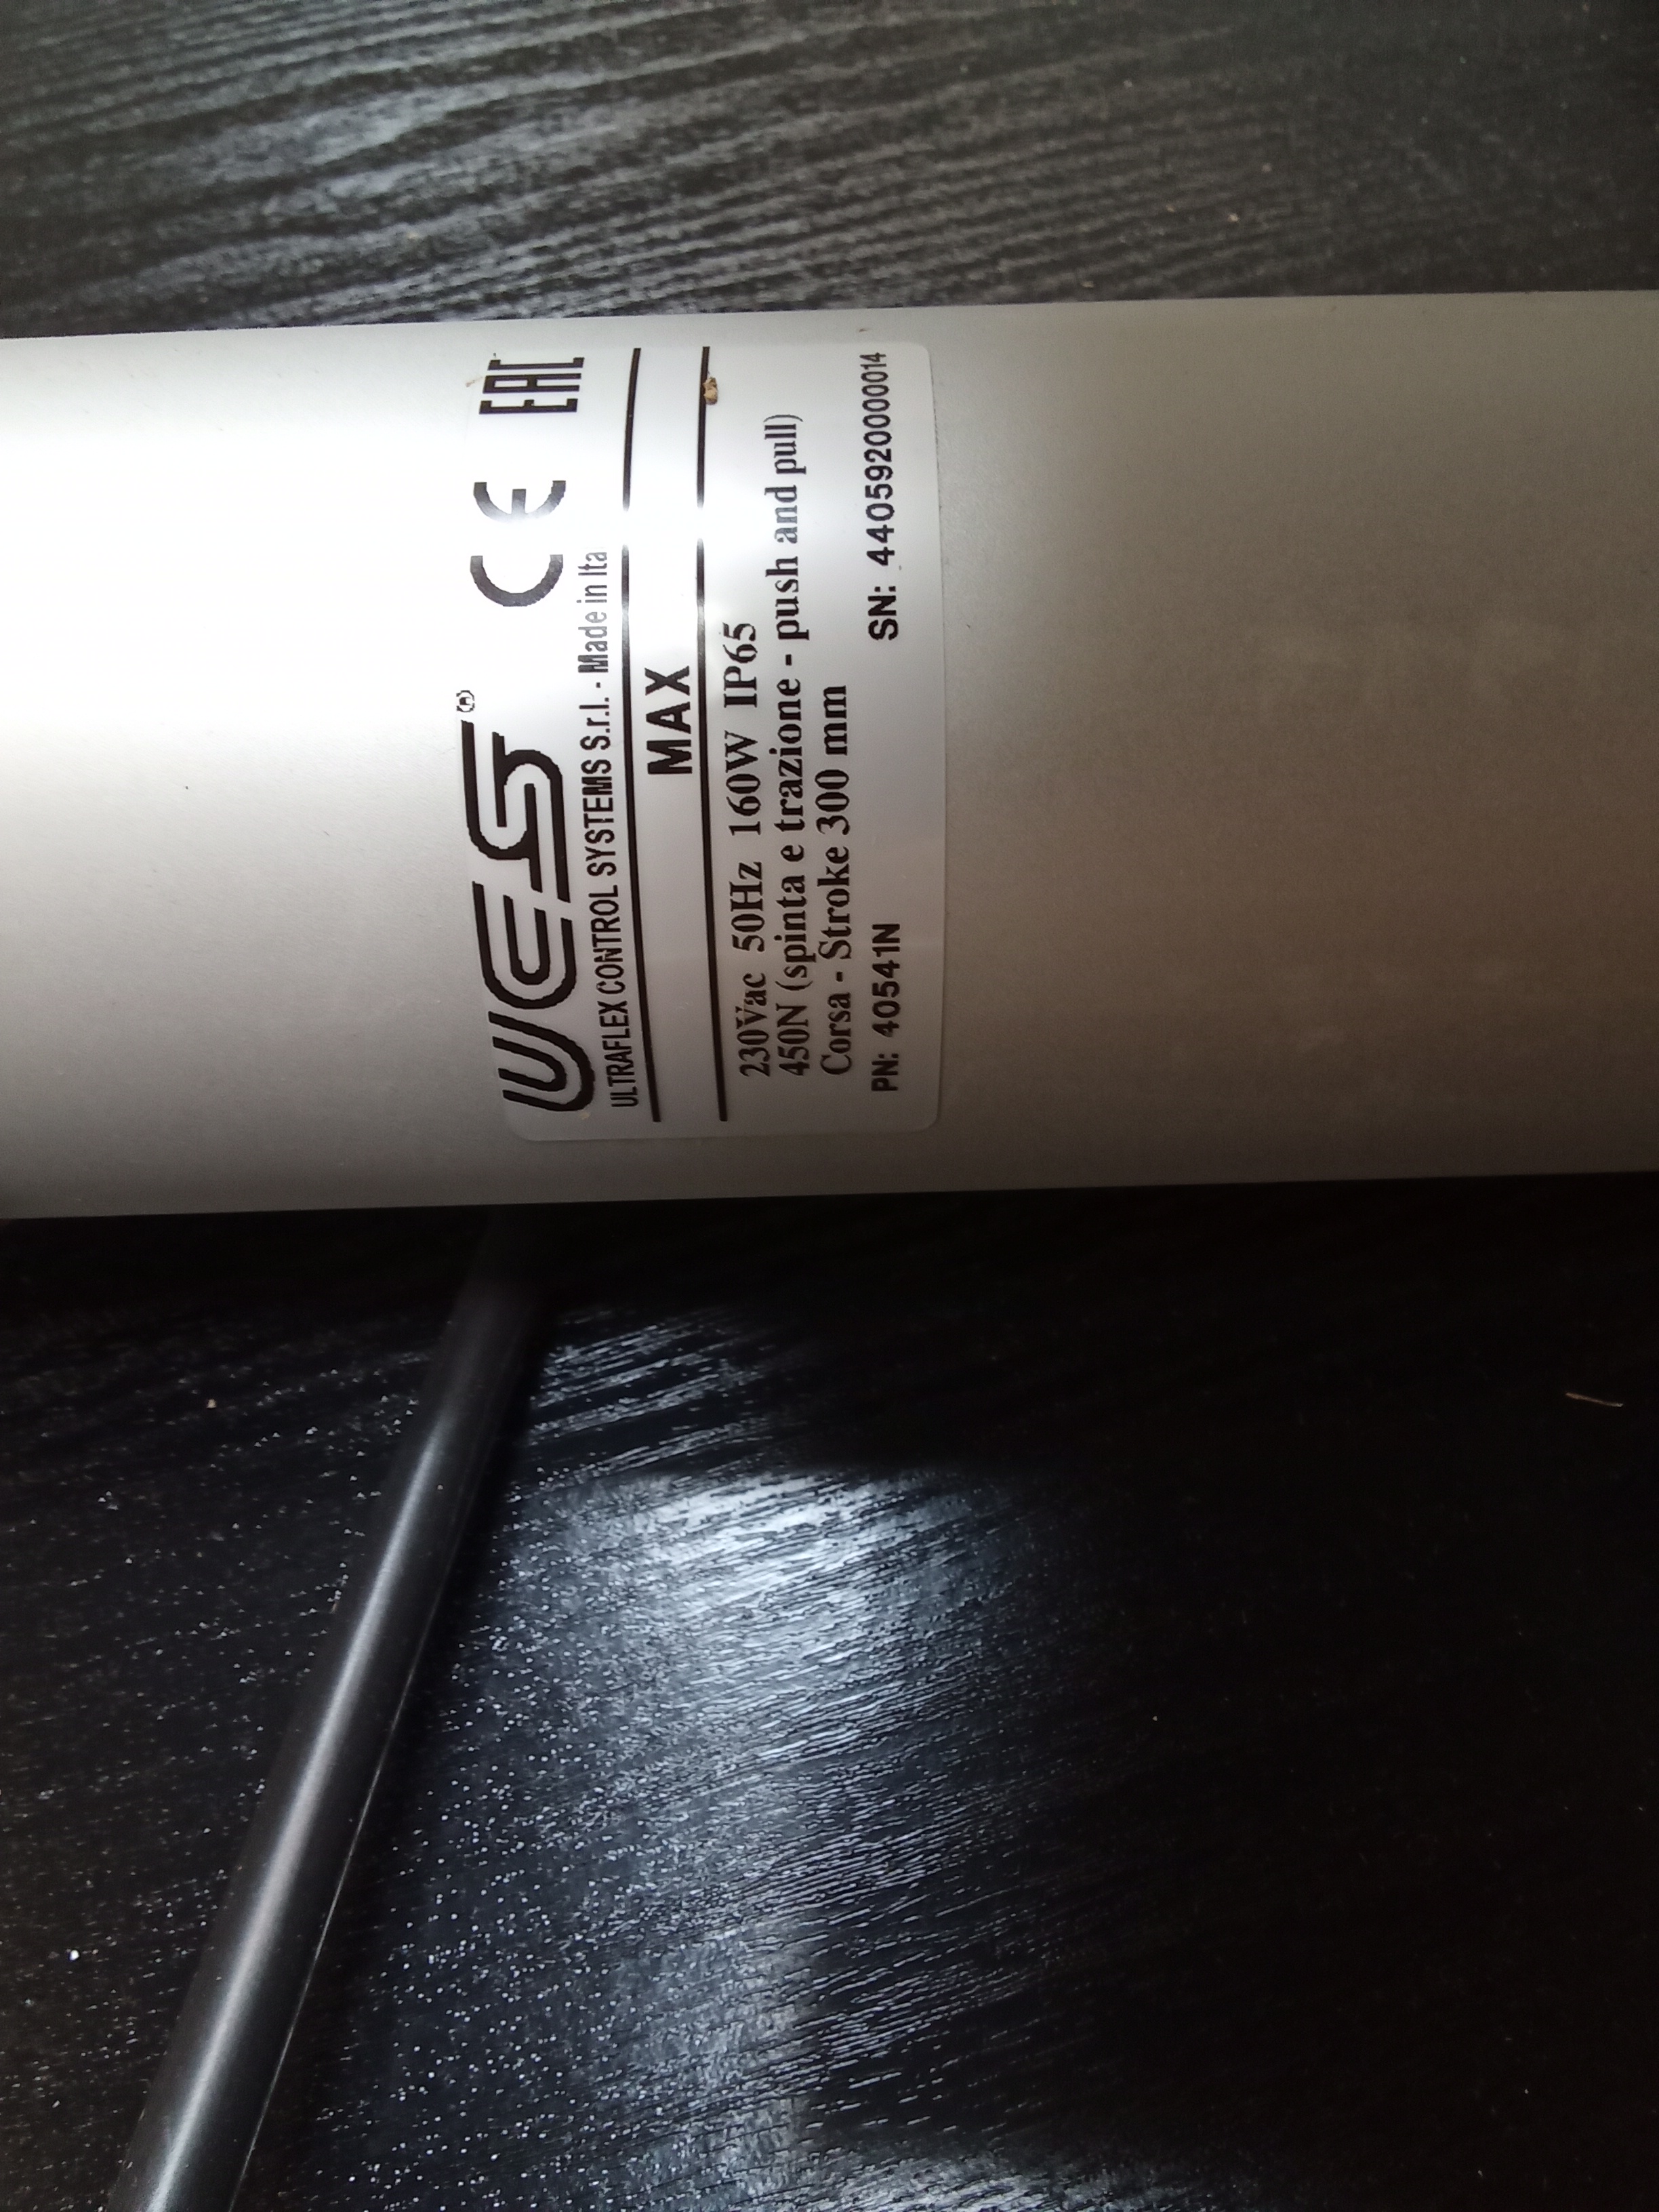 UCS®
CE EAC
ULTRAFLEX CONTROL SYSTEMS S.r.l. - Made in Ita
MAX
230Vac 50Hz 160W IP65
450N (spinta e trazione - push and pull)
Corsa - Stroke 300 mm
PN: 40541N SN: 4405920000014